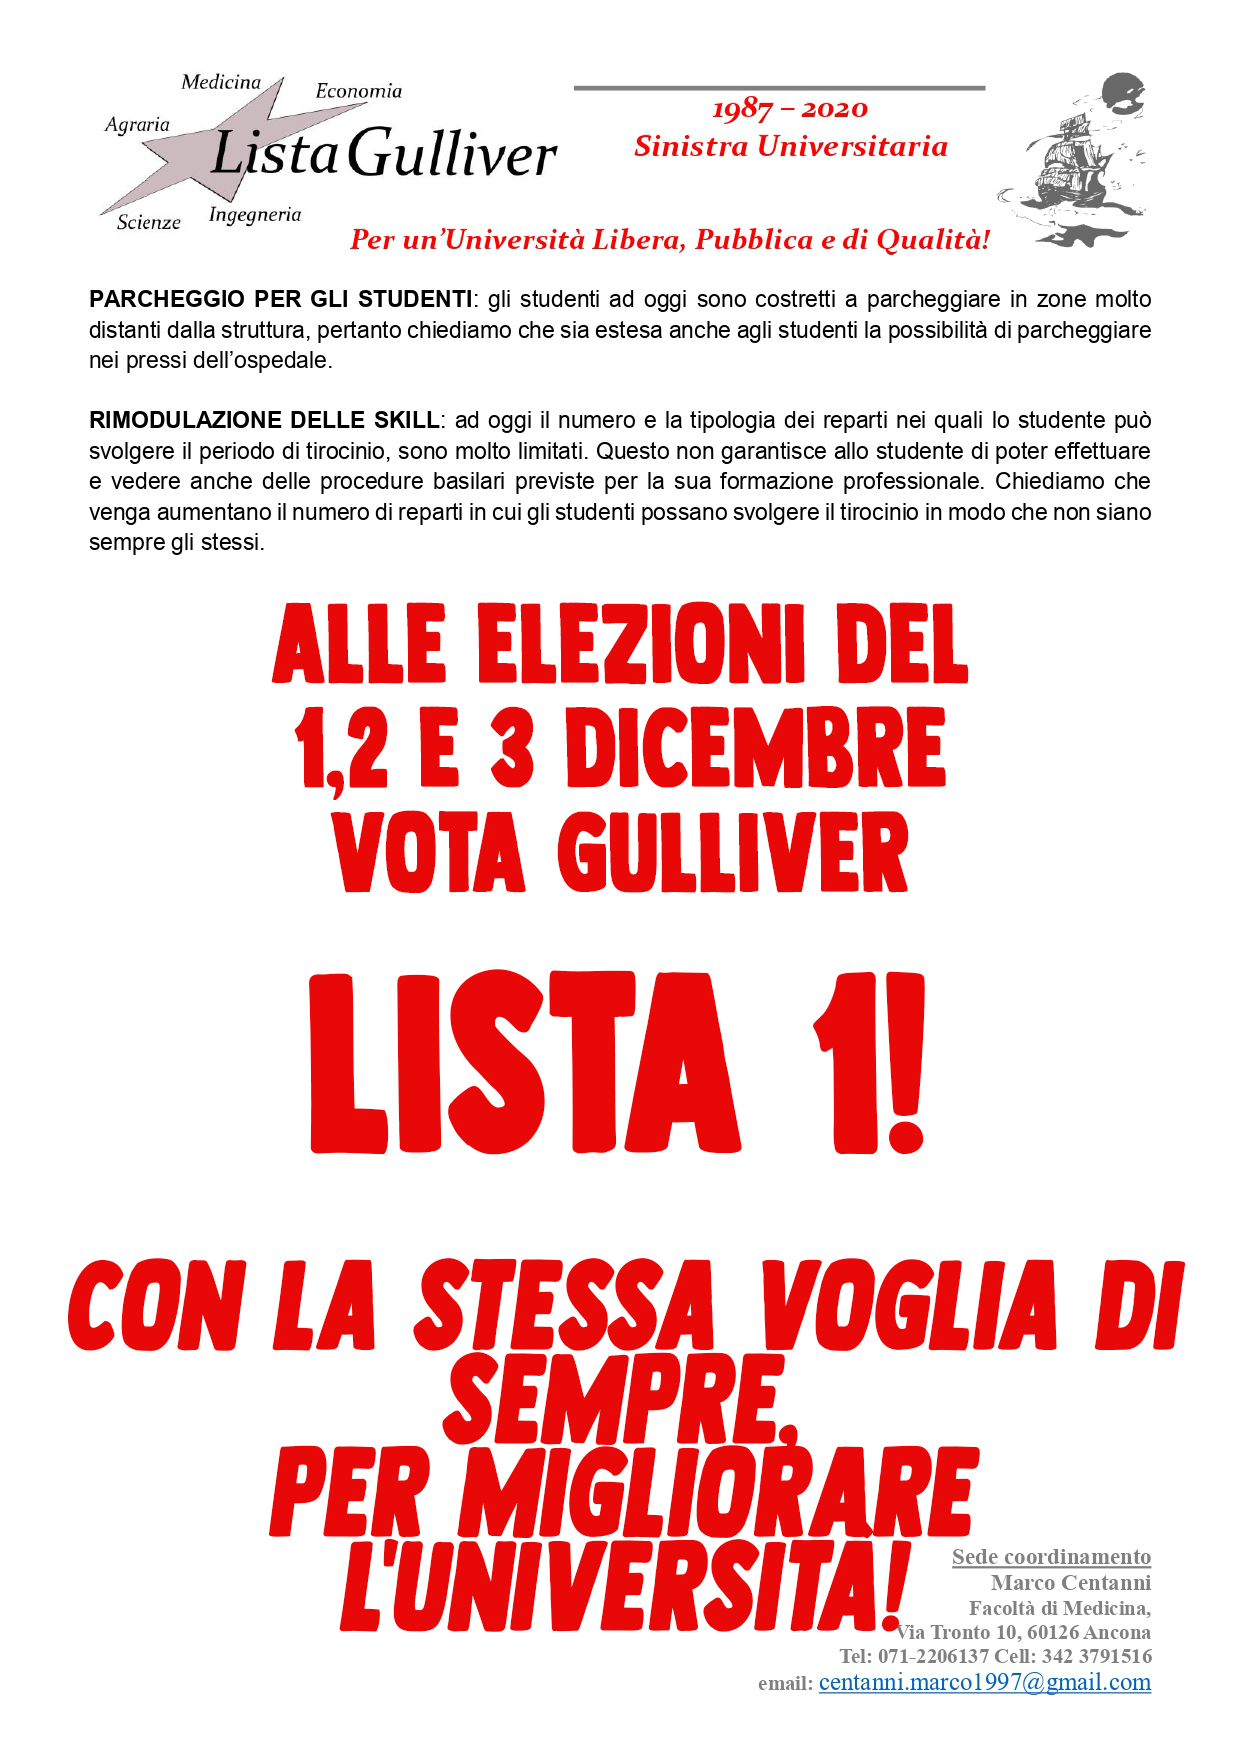 Medicina
Economia
Agraria
Lista Gulliver
Scienze
Ingegneria
1987 – 2020
Sinistra Universitaria
Per un’Università Libera, Pubblica e di Qualità!
PARCHEGGIO PER GLI STUDENTI: gli studenti ad oggi sono costretti a parcheggiare in zone molto
distanti dalla struttura, pertanto chiediamo che sia estesa anche agli studenti la possibilità di parcheggiare
nei pressi dell’ospedale.
RIMODULAZIONE DELLE SKILL: ad oggi il numero e la tipologia dei reparti nei quali lo studente può
svolgere il periodo di tirocinio, sono molto limitati. Questo non garantisce allo studente di poter effettuare
e vedere anche delle procedure basilari previste per la sua formazione professionale. Chiediamo che
venga aumentano il numero di reparti in cui gli studenti possano svolgere il tirocinio in modo che non siano
sempre gli stessi.
ALLE ELEZIONI DEL
1,2 E 3 DICEMBRE
VOTA GULLIVER
LISTA 1!
CON LA STESSA VOGLIA DI
SEMPRE,
PER MIGLIORARE
L'UNIVERSITÀ!
Sede coordinamento
Marco Centanni
Facoltà di Medicina,
Via Tronto 10, 60126 Ancona
Tel: 071-2206137 Cell: 342 3791516
email: centanni.marco1997@gmail.com